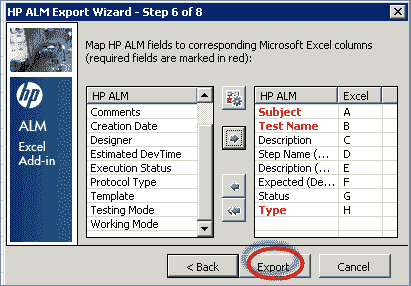 HP ALM Export Wizard - Step 6 of 8
Map HP ALM fields to corresponding Microsoft Excel columns
(required fields are marked in red):
hp
ALM
Excel
Add-in
HP ALM
Comments
Creation Date
Designer
Estimated DevTime
Execution Status
Protocol Type
Template
Testing Mode
Working Mode
HP ALM Excel
Subject A
Test Name B
Description C
Step Name (... D
Description (... E
Expected (De... F
Status G
Type H
< Back Export Cancel